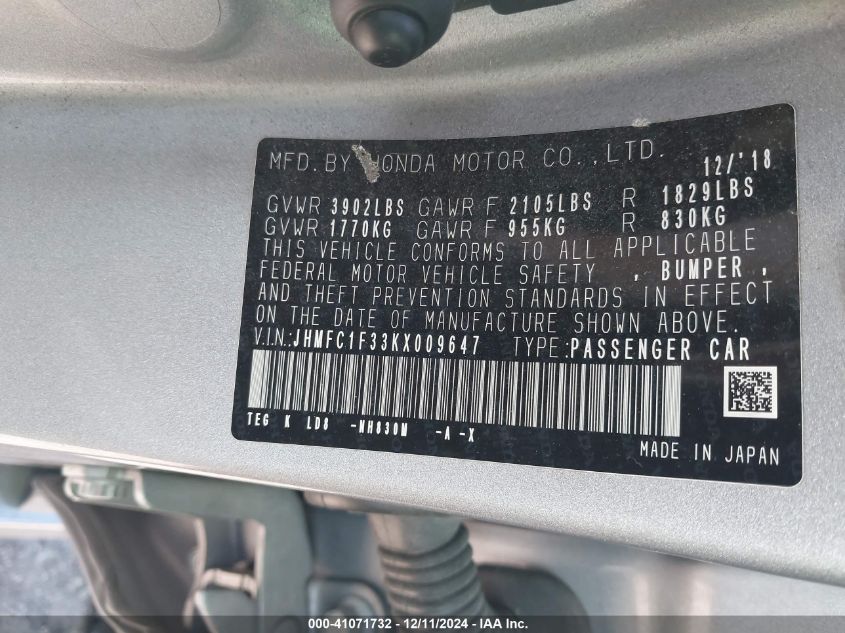 MFD. BY HONDA MOTOR CO., LTD. 12/'18
GVWR 3902LBS GAWR F 2105LBS R 1829LBS
GVWR 1770KG GAWR F 955KG R 830KG
THIS VEHICLE CONFORMS TO ALL APPLICABLE
FEDERAL MOTOR VEHICLE SAFETY , BUMPER ,
AND THEFT PREVENTION STANDARDS IN EFFECT
ON THE DATE OF MANUFACTURE SHOWN ABOVE.
V.I.N.:JHMFC1F33KX009647 TYPE:PASSENGER CAR
TEG K LD8 -NH830M -A -X
MADE IN JAPAN
000-41071732 - 12/11/2024 - IAA Inc.